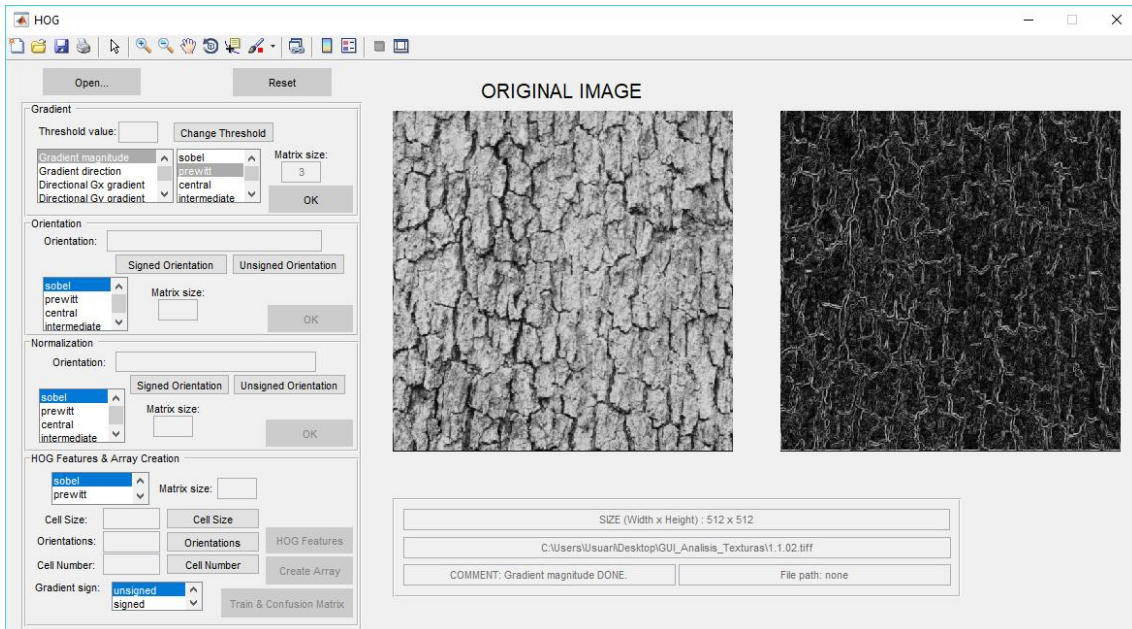 HOG
Open...
Reset
Gradient
Threshold value:
Change Threshold
Gradient magnitude
Gradient direction
Directional Gx gradient
Directional Gy gradient
sobel
prewitt
central
intermediate
Matrix size:
3
OK
Orientation
Orientation:
Signed Orientation
Unsigned Orientation
sobel
prewitt
central
intermediate
Matrix size:
OK
Normalization
Orientation:
Signed Orientation
Unsigned Orientation
sobel
prewitt
central
intermediate
Matrix size:
OK
HOG Features & Array Creation
sobel
prewitt
Matrix size:
Cell Size:
Cell Size
Orientations:
Orientations
HOG Features
Cell Number:
Cell Number
Create Array
Gradient sign:
unsigned
signed
Train & Confusion Matrix
ORIGINAL IMAGE
SIZE (Width x Height) : 512 x 512
C:\Users\Usuari\Desktop\GUI_Analisis_Texturas\1.1.02.tiff
COMMENT: Gradient magnitude DONE.
File path: none